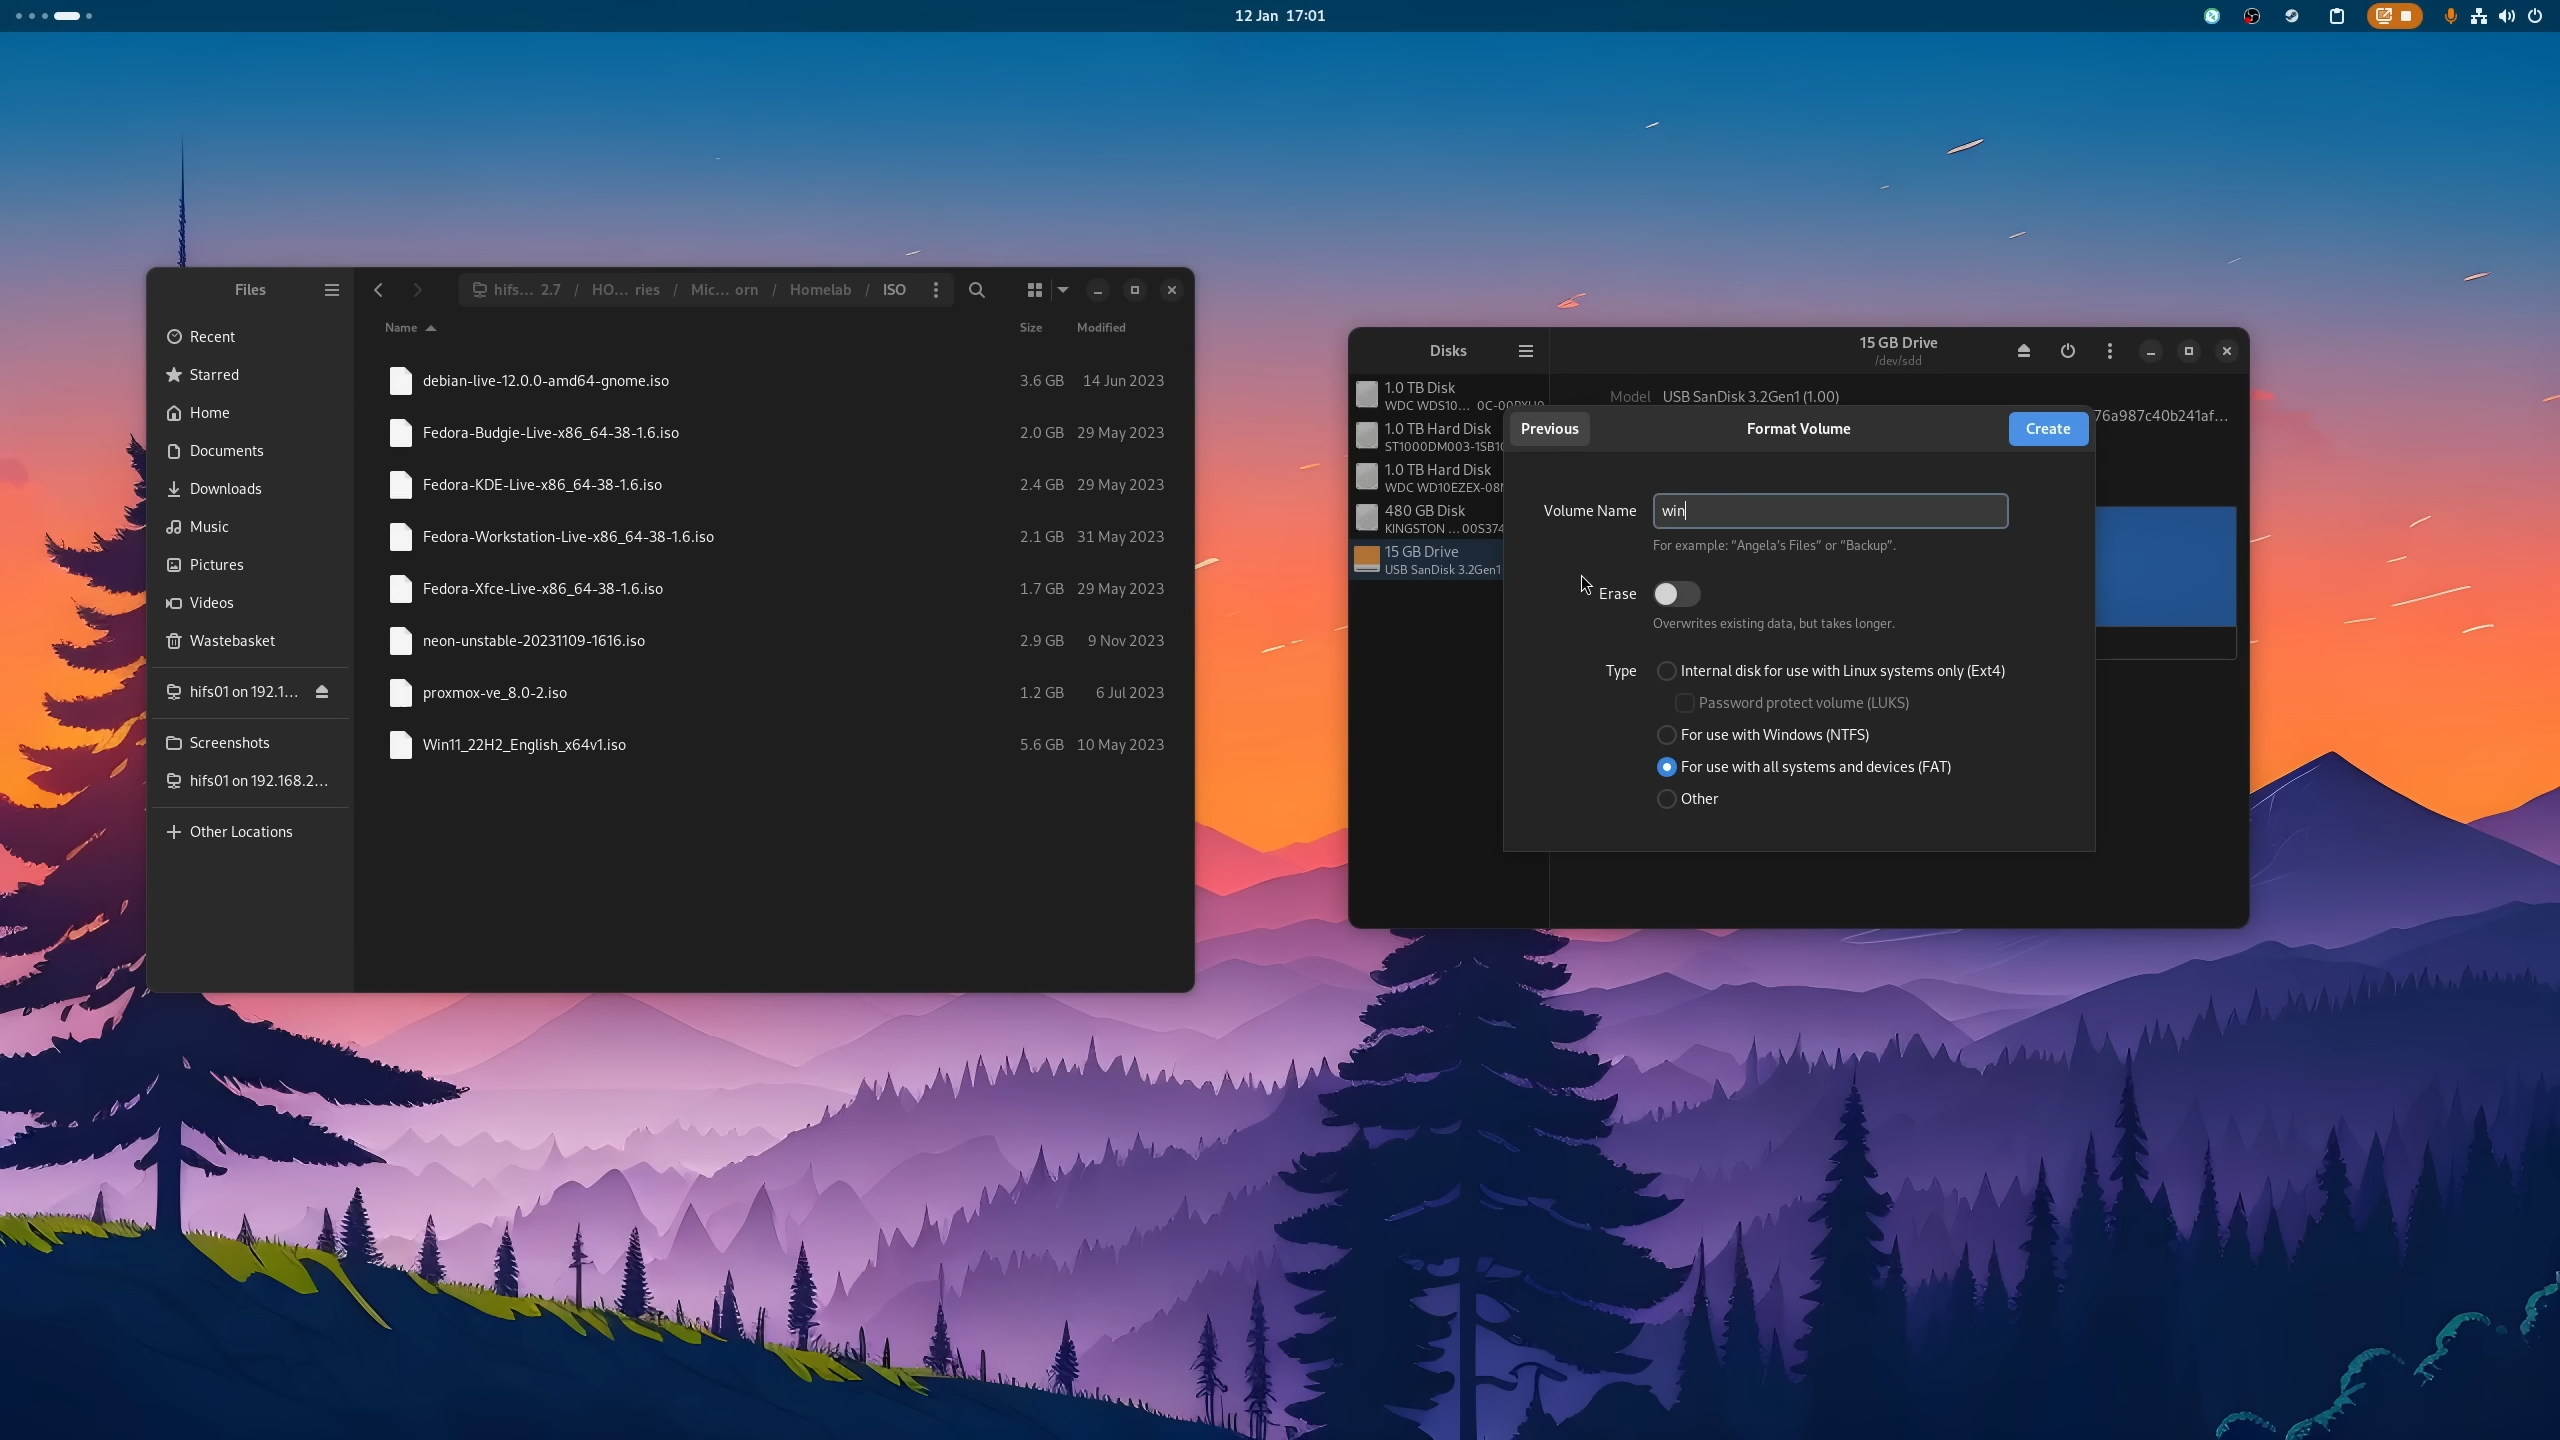 12 Jan 17:01
Files
hifs... 2.7 / HO... ries / Mic... orn / Homelab / ISO
Recent
Starred
Home
Documents
Downloads
Music
Pictures
Videos
Wastebasket
hifs01 on 192.1...
Screenshots
hifs01 on 192.168.2...
Other Locations
Name Size Modified
debian-live-12.0.0-amd64-gnome.iso 3.6 GB 14 Jun 2023
Fedora-Budgie-Live-x86_64-38-1.6.iso 2.0 GB 29 May 2023
Fedora-KDE-Live-x86_64-38-1.6.iso 2.4 GB 29 May 2023
Fedora-Workstation-Live-x86_64-38-1.6.iso 2.1 GB 31 May 2023
Fedora-Xfce-Live-x86_64-38-1.6.iso 1.7 GB 29 May 2023
neon-unstable-20231109-1616.iso 2.9 GB 9 Nov 2023
proxmox-ve_8.0-2.iso 1.2 GB 6 Jul 2023
Win11_22H2_English_x64v1.iso 5.6 GB 10 May 2023
Disks
15 GB Drive
/dev/sdd
1.0 TB Disk
WDC WDS10...
1.0 TB Hard Disk
ST1000DM003-1SB10
1.0 TB Hard Disk
WDC WD10EZEX-08
480 GB Disk
KINGSTON ... 00S374
15 GB Drive
USB SanDisk 3.2Gen1
Model USB SanDisk 3.2Gen1 (1.00)
76a987c40b241af...
Previous Format Volume Create
Volume Name win
For example: “Angela’s Files” or “Backup”.
Erase
Overwrites existing data, but takes longer.
Type Internal disk for use with Linux systems only (Ext4)
Password protect volume (LUKS)
For use with Windows (NTFS)
For use with all systems and devices (FAT)
Other